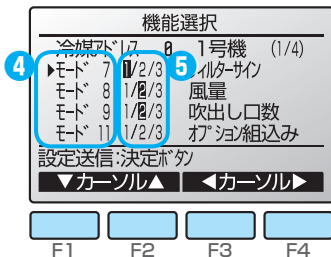 機能選択
冷媒ｱﾄﾞﾚｽ 0 1号機 (1/4)
4 ▶ﾓｰﾄﾞ 7 1/2/3 5 ﾌｨﾙﾀｰｻｲﾝ
ﾓｰﾄﾞ 8 1/2/3 風量
ﾓｰﾄﾞ 9 1/2/3 吹出し口数
ﾓｰﾄﾞ 11 1/2/3 ｵﾌﾟｼｮﾝ組込み
設定送信:決定ﾎﾞﾀﾝ
▼カーソル▲ ◀カーソル▶
F1 F2 F3 F4